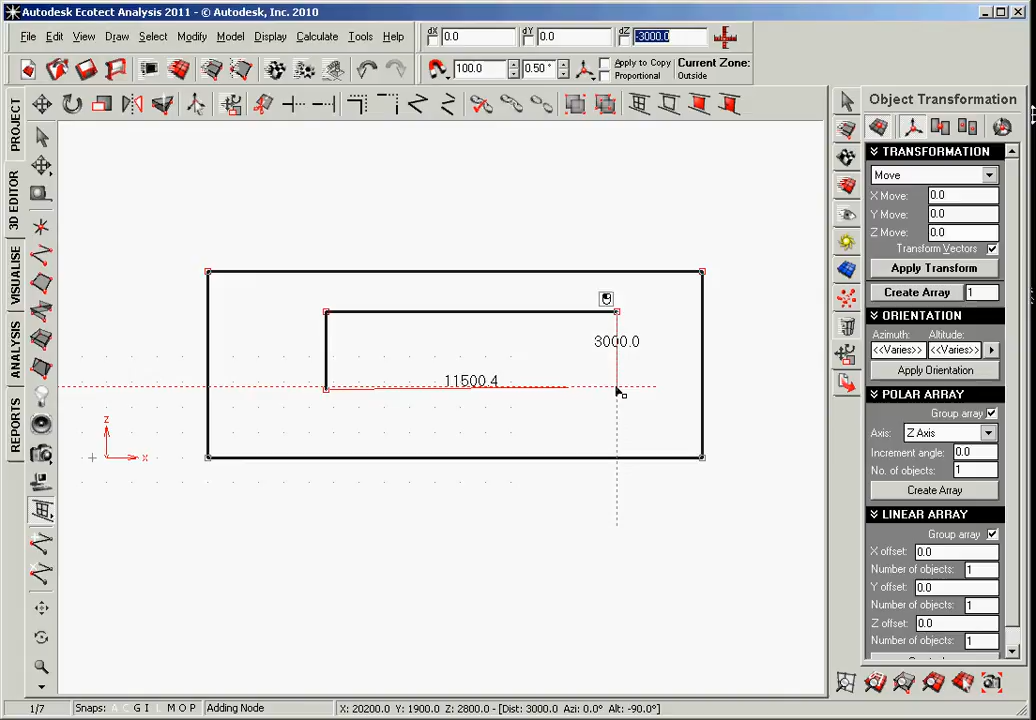 Autodesk Ecotect Analysis 2011 - © Autodesk, Inc. 2010
File Edit View Draw Select Modify Model Display Calculate Tools Help
dX 0.0 dY 0.0 dZ -3000.0
100.0 0.50 ° Apply to Copy Proportional Current Zone: Outside
PROJECT
3D EDITOR
VISUALISE
ANALYSIS
REPORTS
3000.0
11500.4
z
x
Object Transformation
TRANSFORMATION
Move
X Move: 0.0
Y Move: 0.0
Z Move: 0.0
Transform Vectors
Apply Transform
Create Array 1
ORIENTATION
Azimuth: Altitude:
<<Varies>> <<Varies>>
Apply Orientation
POLAR ARRAY
Group array
Axis: Z Axis
Increment angle: 0.0
No. of objects: 1
Create Array
LINEAR ARRAY
Group array
X offset: 0.0
Number of objects: 1
Y offset: 0.0
Number of objects: 1
Z offset: 0.0
Number of objects: 1
1/7 Snaps: A C G I L M O P Adding Node X: 20200.0 Y: 1900.0 Z: 2800.0 - [Dist: 3000.0 Azi: 0.0° Alt: -90.0°]